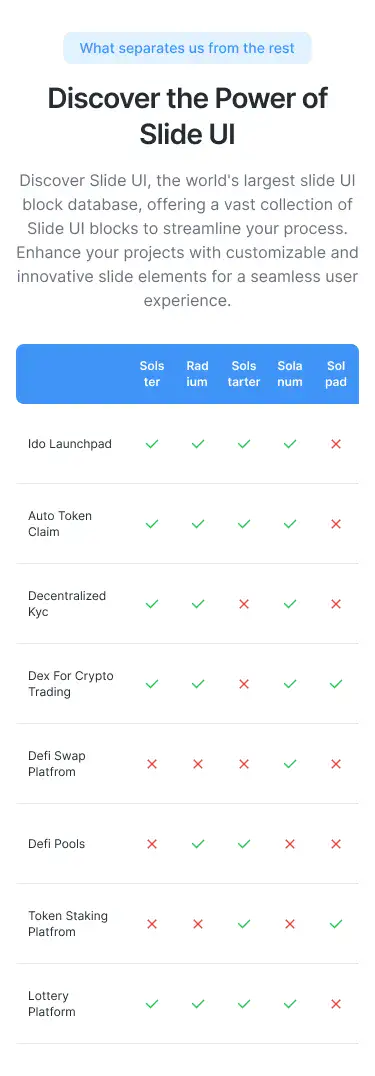 What separates us from the rest
Discover the Power of
Slide UI
Discover Slide UI, the world's largest slide UI
block database, offering a vast collection of
Slide UI blocks to streamline your process.
Enhance your projects with customizable and
innovative slide elements for a seamless user
experience.
Sols Rad Sols Sola Sol
ter ium tarter num pad
Ido Launchpad
Auto Token
Claim
Decentralized
Kyc
Dex For Crypto
Trading
Defi Swap
Platfrom
Defi Pools
Token Staking
Platfrom
Lottery
Platform